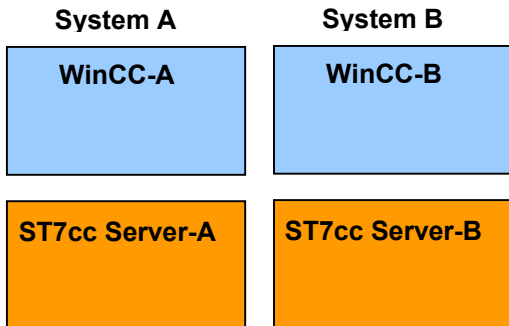 System A System B
WinCC-A WinCC-B
ST7cc Server-A ST7cc Server-B